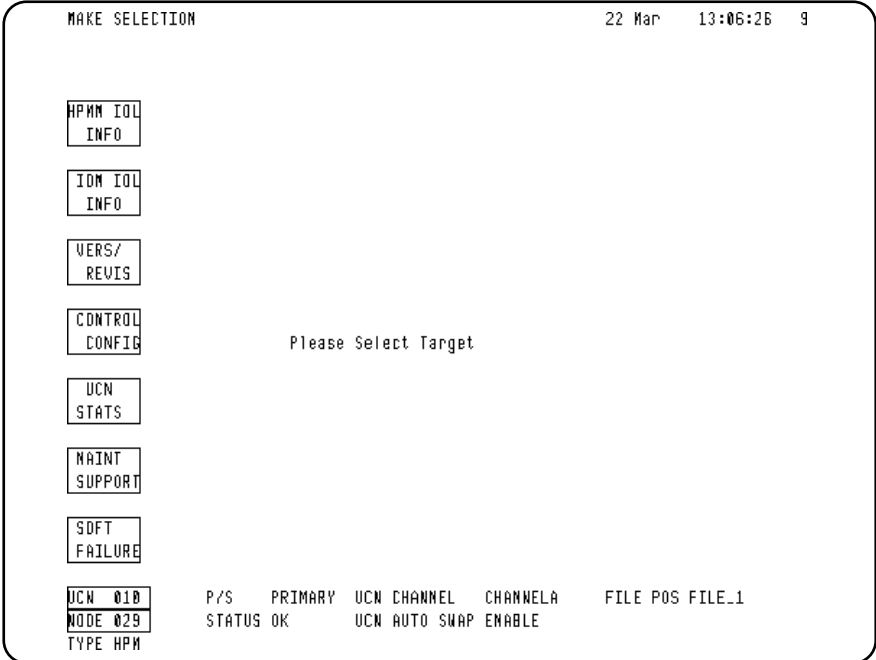 MAKE SELECTION 22 Mar 13:06:26 9
HPMM IOL
INFO
IOM IOL
INFO
VERS/
REVIS
CONTROL
CONFIG
Please Select Target
UCN
STATS
MAINT
SUPPORT
SOFT
FAILURE
UCN 010 P/S PRIMARY UCN CHANNEL CHANNELA FILE POS FILE_1
NODE 029 STATUS OK UCN AUTO SWAP ENABLE
TYPE HPM